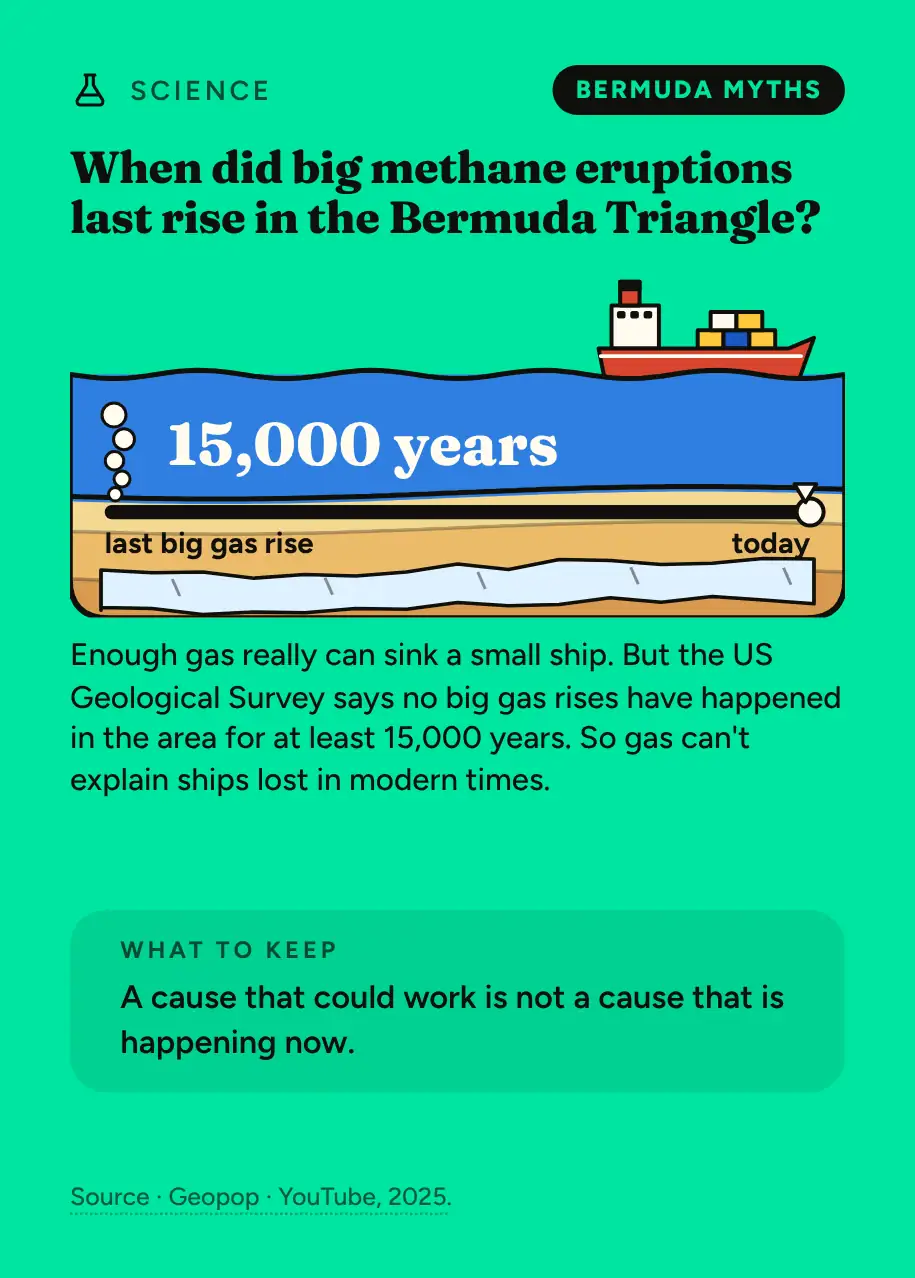 SCIENCE
BERMUDA MYTHS
When did big methane eruptions
last rise in the Bermuda Triangle?
15,000 years
last big gas rise
today
Enough gas really can sink a small ship. But the US
Geological Survey says no big gas rises have happened
in the area for at least 15,000 years. So gas can't
explain ships lost in modern times.
WHAT TO KEEP
A cause that could work is not a cause that is
happening now.
Source · Geopop · YouTube, 2025.